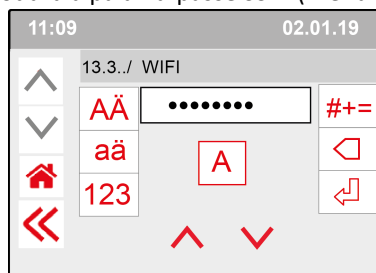 11:09 02.01.19
13.3../ WIFI
AÄ •••••••• #+=
aä A
123